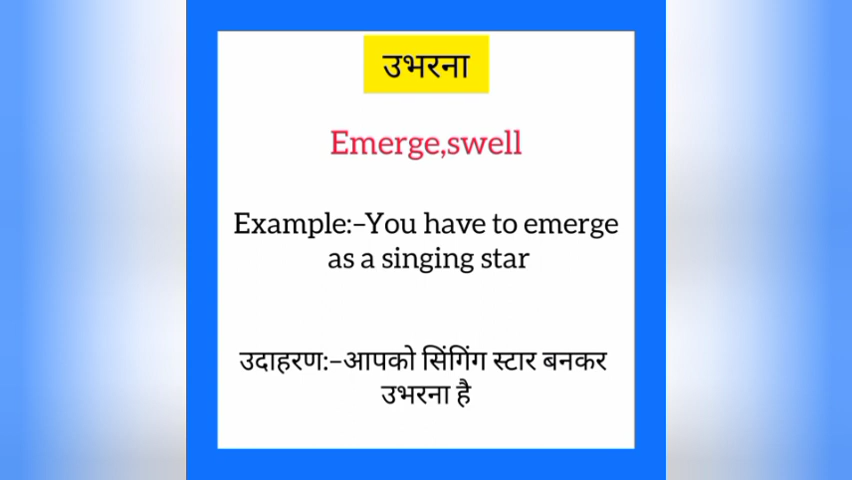 उभरना
Emerge,swell
Example:–You have to emerge
as a singing star
उदाहरण:–आपको सिंगिंग स्टार बनकर
उभरना है